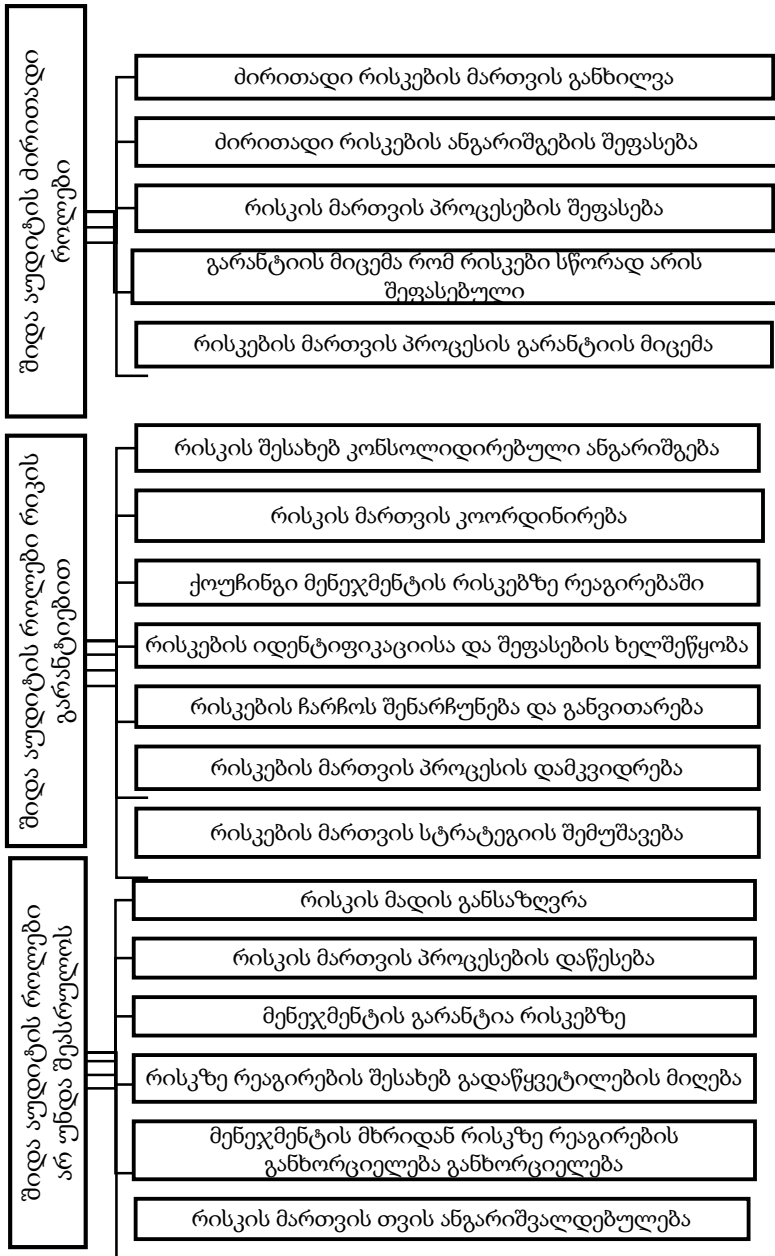 შიდა აუდიტის ძირითადი
როლები
ძირითადი რისკების მართვის განხილვა
ძირითადი რისკების ანგარიშგების შეფასება
რისკის მართვის პროცესების შეფასება
გარანტიის მიცემა რომ რისკები სწორად არის
შეფასებული
რისკების მართვის პროცესის გარანტიის მიცემა
შიდა აუდიტის როლები რიკის
გარანტიებით
რისკის შესახებ კონსოლიდირებული ანგარიშგება
რისკის მართვის კოორდინირება
ქოუჩინგი მენეჯმენტის რისკებზე რეაგირებაში
რისკების იდენტიფიკაციისა და შეფასების ხელშეწყობა
რისკების ჩარჩოს შენარჩუნება და განვითარება
რისკების მართვის პროცესის დამკვიდრება
რისკების მართვის სტრატეგიის შემუშავება
შიდა აუდიტის როლები
არ უნდა შეასრულოს
რისკის მადის განსაზღვრა
რისკის მართვის პროცესების დაწესება
მენეჯმენტის გარანტია რისკებზე
რისკზე რეაგირების შესახებ გადაწყვეტილების მიღება
მენეჯმენტის მხრიდან რისკზე რეაგირების
განხორციელება განხორციელება
რისკის მართვის თვის ანგარიშვალდებულება